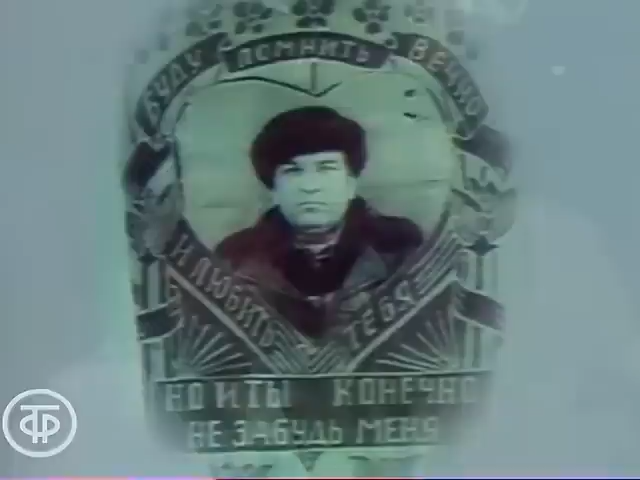 БУДУ ПОМНИТЬ ВЕЧНО
И ЛЮБИТЬ ТЕБЯ
НО И ТЫ КОНЕЧНО
НЕ ЗАБУДЬ МЕНЯ